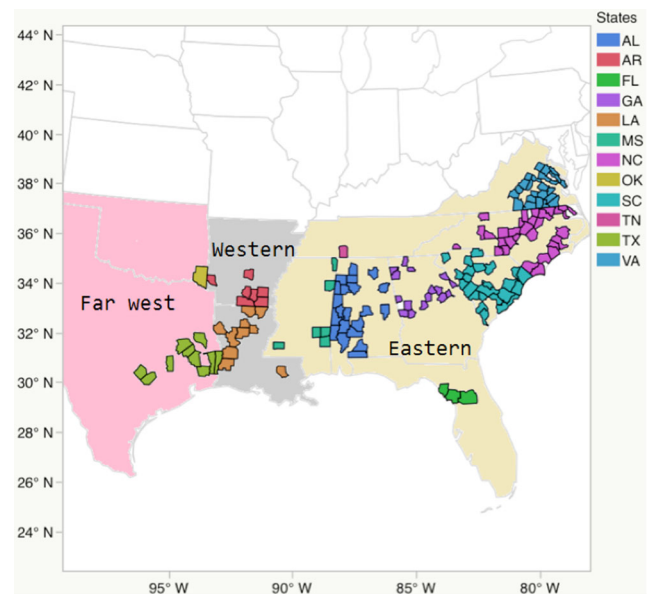 States
AL
AR
FL
GA
LA
MS
NC
OK
SC
TN
TX
VA
44° N
42° N
40° N
38° N
36° N
34° N
32° N
30° N
28° N
26° N
24° N
Western
Far west
Eastern
95° W
90° W
85° W
80° W